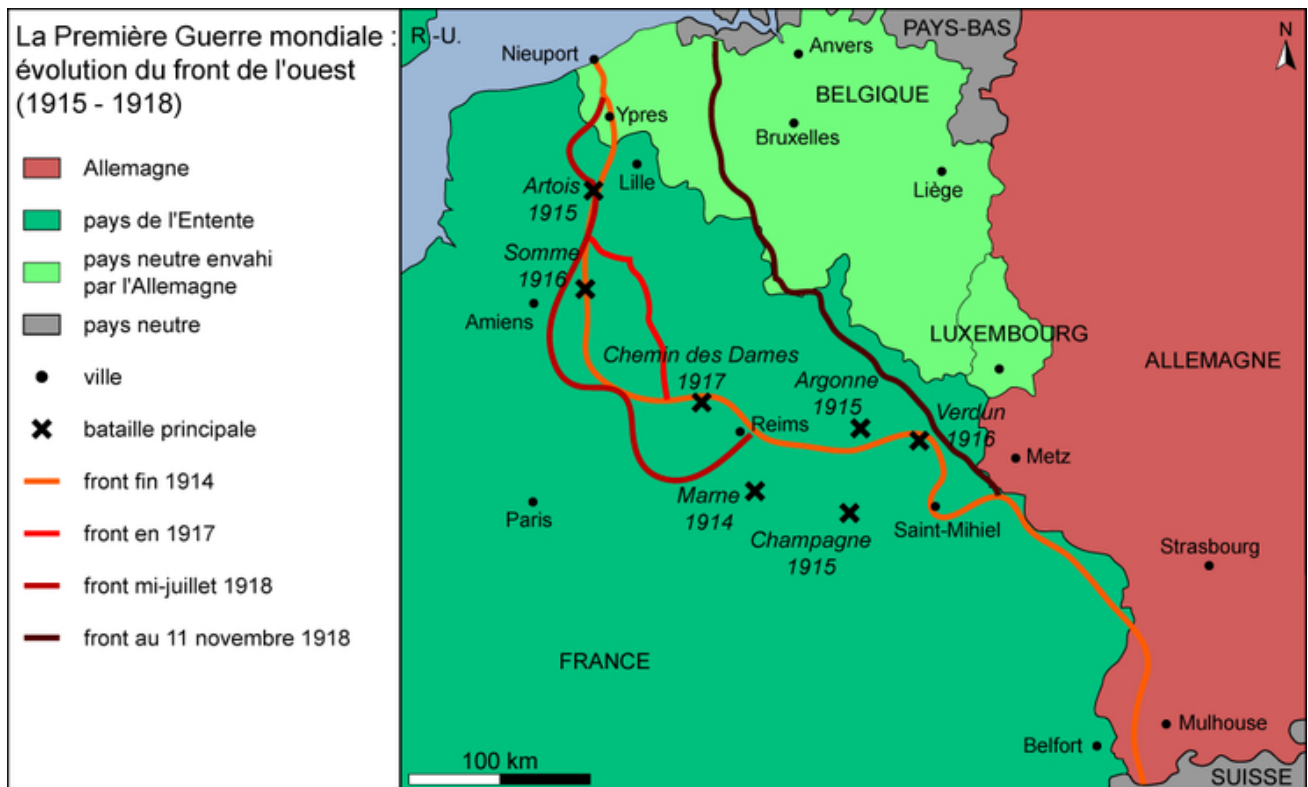 La Première Guerre mondiale :
évolution du front de l'ouest
(1915 - 1918)
Allemagne
pays de l'Entente
pays neutre envahi
par l'Allemagne
pays neutre
ville
bataille principale
front fin 1914
front en 1917
front mi-juillet 1918
front au 11 novembre 1918
R.-U.
PAYS-BAS
N
Nieuport
Anvers
BELGIQUE
Ypres
Bruxelles
Lille
Liège
Artois
1915
Somme
1916
Amiens
LUXEMBOURG
ALLEMAGNE
Chemin des Dames
1917
Argonne
1915
Verdun
1916
Reims
Metz
Marne
1914
Paris
Champagne
1915
Saint-Mihiel
Strasbourg
FRANCE
Mulhouse
Belfort
100 km
SUISSE